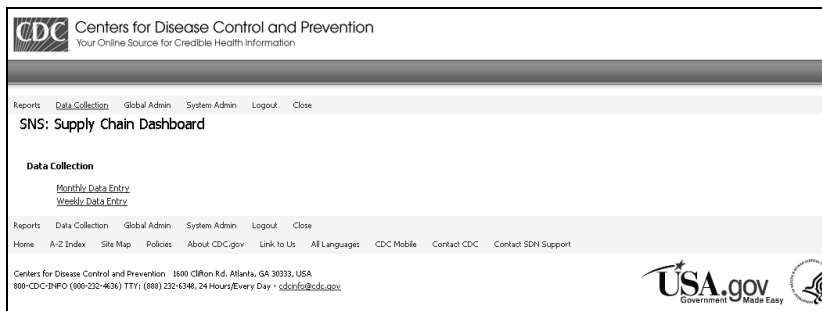 CDC Centers for Disease Control and Prevention
Your Online Source for Credible Health Information
Reports Data Collection Global Admin System Admin Logout Close
SNS: Supply Chain Dashboard
Data Collection
Monthly Data Entry
Weekly Data Entry
Reports Data Collection Global Admin System Admin Logout Close
Home A-Z Index Site Map Policies About CDC.gov Link to Us All Languages CDC Mobile Contact CDC Contact SDN Support
Centers for Disease Control and Prevention 1600 Clifton Rd. Atlanta, GA 30333, USA
800-CDC-INFO (800-232-4636) TTY: (888) 232-6348, 24 Hours/Every Day - cdcinfo@cdc.gov
USA.gov
Government Made Easy